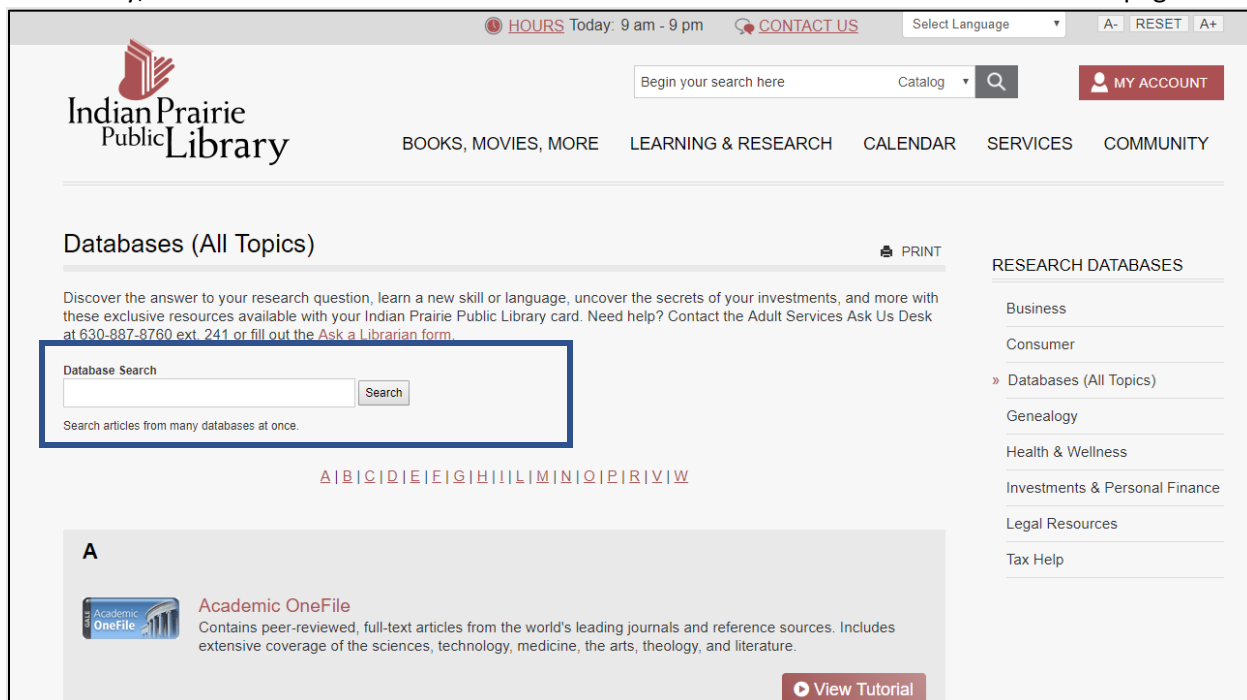 HOURS Today: 9 am - 9 pm CONTACT US Select Language A- RESET A+
Indian Prairie
Public Library
Begin your search here Catalog MY ACCOUNT
BOOKS, MOVIES, MORE LEARNING & RESEARCH CALENDAR SERVICES COMMUNITY
Databases (All Topics)
PRINT
Discover the answer to your research question, learn a new skill or language, uncover the secrets of your investments, and more with
these exclusive resources available with your Indian Prairie Public Library card. Need help? Contact the Adult Services Ask Us Desk
at 630-887-8760 ext. 241 or fill out the Ask a Librarian form.
Database Search
Search
Search articles from many databases at once.
A | B | C | D | E | F | G | H | I | L | M | N | O | P | R | V | W
A
GALE
Academic
OneFile
Academic OneFile
Contains peer-reviewed, full-text articles from the world's leading journals and reference sources. Includes
extensive coverage of the sciences, technology, medicine, the arts, theology, and literature.
View Tutorial
RESEARCH DATABASES
Business
Consumer
» Databases (All Topics)
Genealogy
Health & Wellness
Investments & Personal Finance
Legal Resources
Tax Help